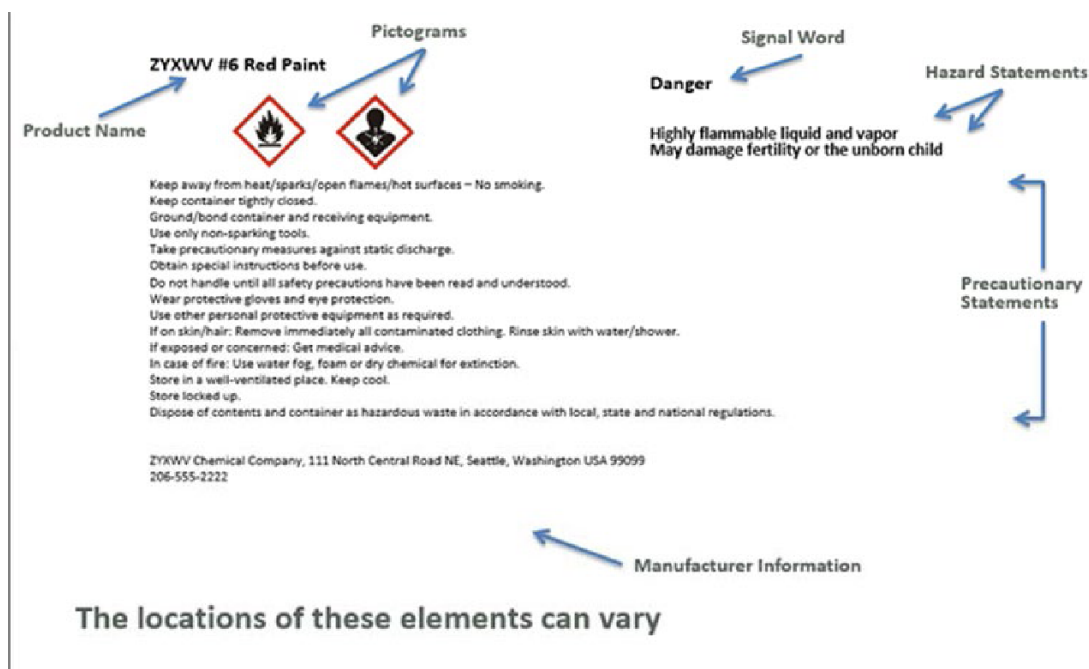 Pictograms
Signal Word
ZYXWV #6 Red Paint
Danger
Hazard Statements
Product Name
Highly flammable liquid and vapor
May damage fertility or the unborn child
Keep away from heat/sparks/open flames/hot surfaces – No smoking.
Keep container tightly closed.
Ground/bond container and receiving equipment.
Use only non-sparking tools.
Take precautionary measures against static discharge.
Obtain special instructions before use.
Do not handle until all safety precautions have been read and understood.
Wear protective gloves and eye protection.
Use other personal protective equipment as required.
If on skin/hair: Remove immediately all contaminated clothing. Rinse skin with water/shower.
If exposed or concerned: Get medical advice.
In case of fire: Use water fog, foam or dry chemical for extinction.
Store in a well-ventilated place. Keep cool.
Store locked up.
Dispose of contents and container as hazardous waste in accordance with local, state and national regulations.
Precautionary
Statements
ZYXWV Chemical Company, 111 North Central Road NE, Seattle, Washington USA 99099
206-555-2222
Manufacturer Information
The locations of these elements can vary